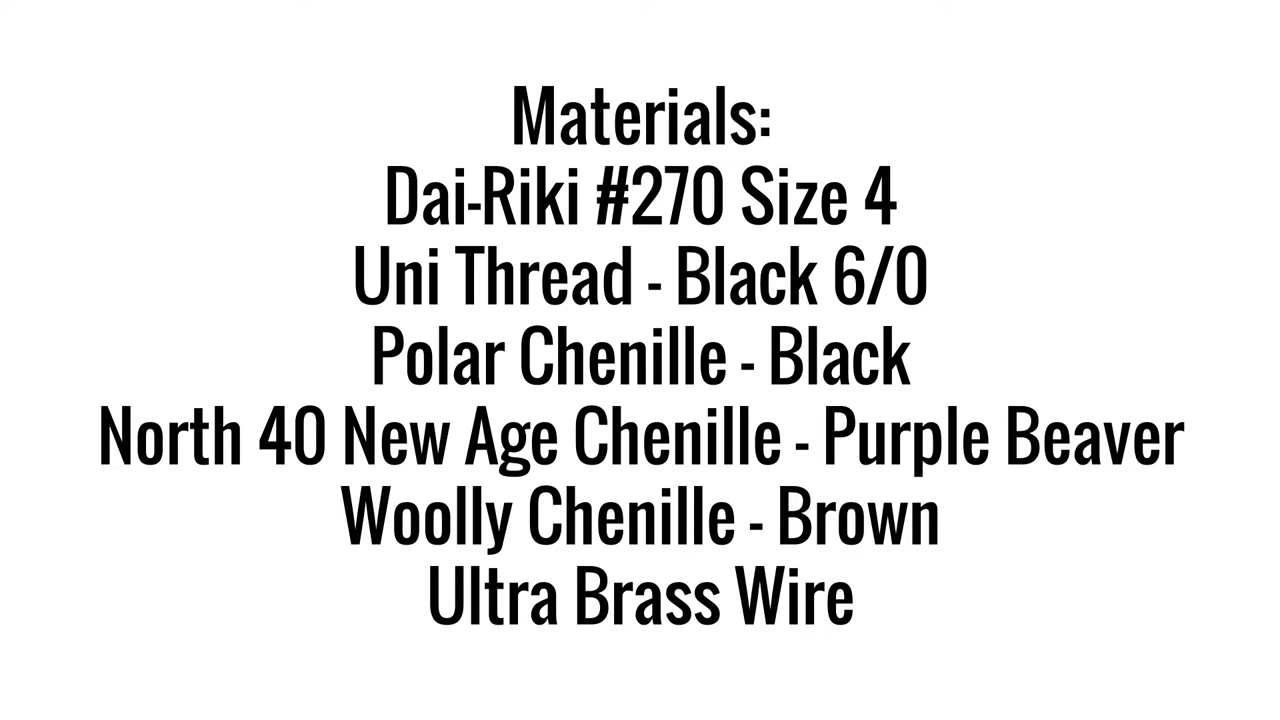 Materials:
Dai-Riki #270 Size 4
Uni Thread - Black 6/0
Polar Chenille - Black
North 40 New Age Chenille - Purple Beaver
Woolly Chenille - Brown
Ultra Brass Wire